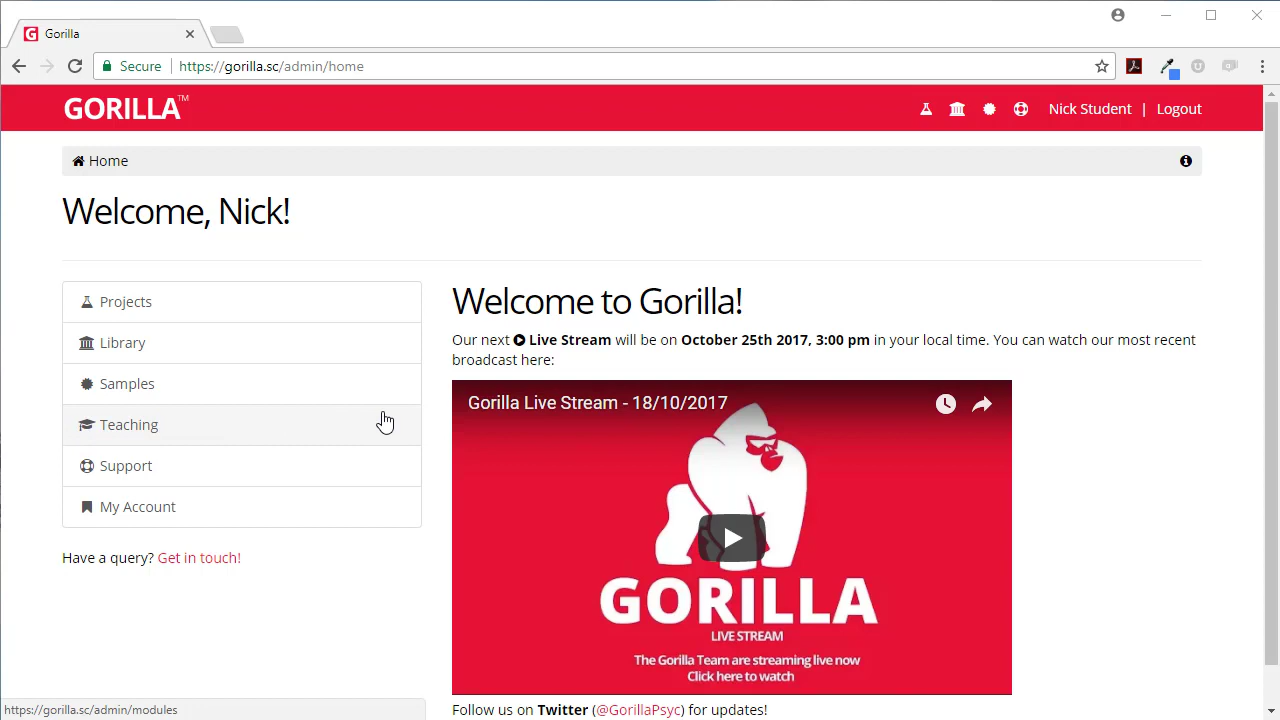 Gorilla
Secure
https://gorilla.sc/admin/home
GORILLA™
Nick Student | Logout
Home
Welcome, Nick!
Projects
Library
Samples
Teaching
Support
My Account
Have a query? Get in touch!
Welcome to Gorilla!
Our next Live Stream will be on October 25th 2017, 3:00 pm in your local time. You can watch our most recent
broadcast here:
Gorilla Live Stream - 18/10/2017
GORILLA
LIVE STREAM
The Gorilla Team are streaming live now
Click here to watch
Follow us on Twitter (@GorillaPsyc) for updates!
https://gorilla.sc/admin/modules